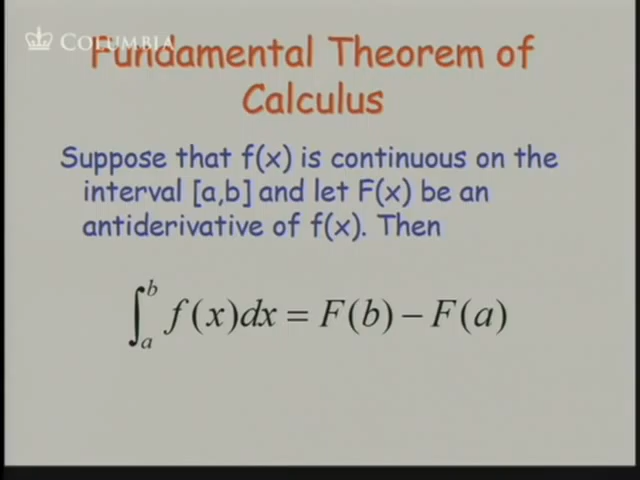 COLUMBIA
Fundamental Theorem of
Calculus
Suppose that f(x) is continuous on the
interval [a,b] and let F(x) be an
antiderivative of f(x). Then
∫_a^b f(x)dx = F(b) − F(a)